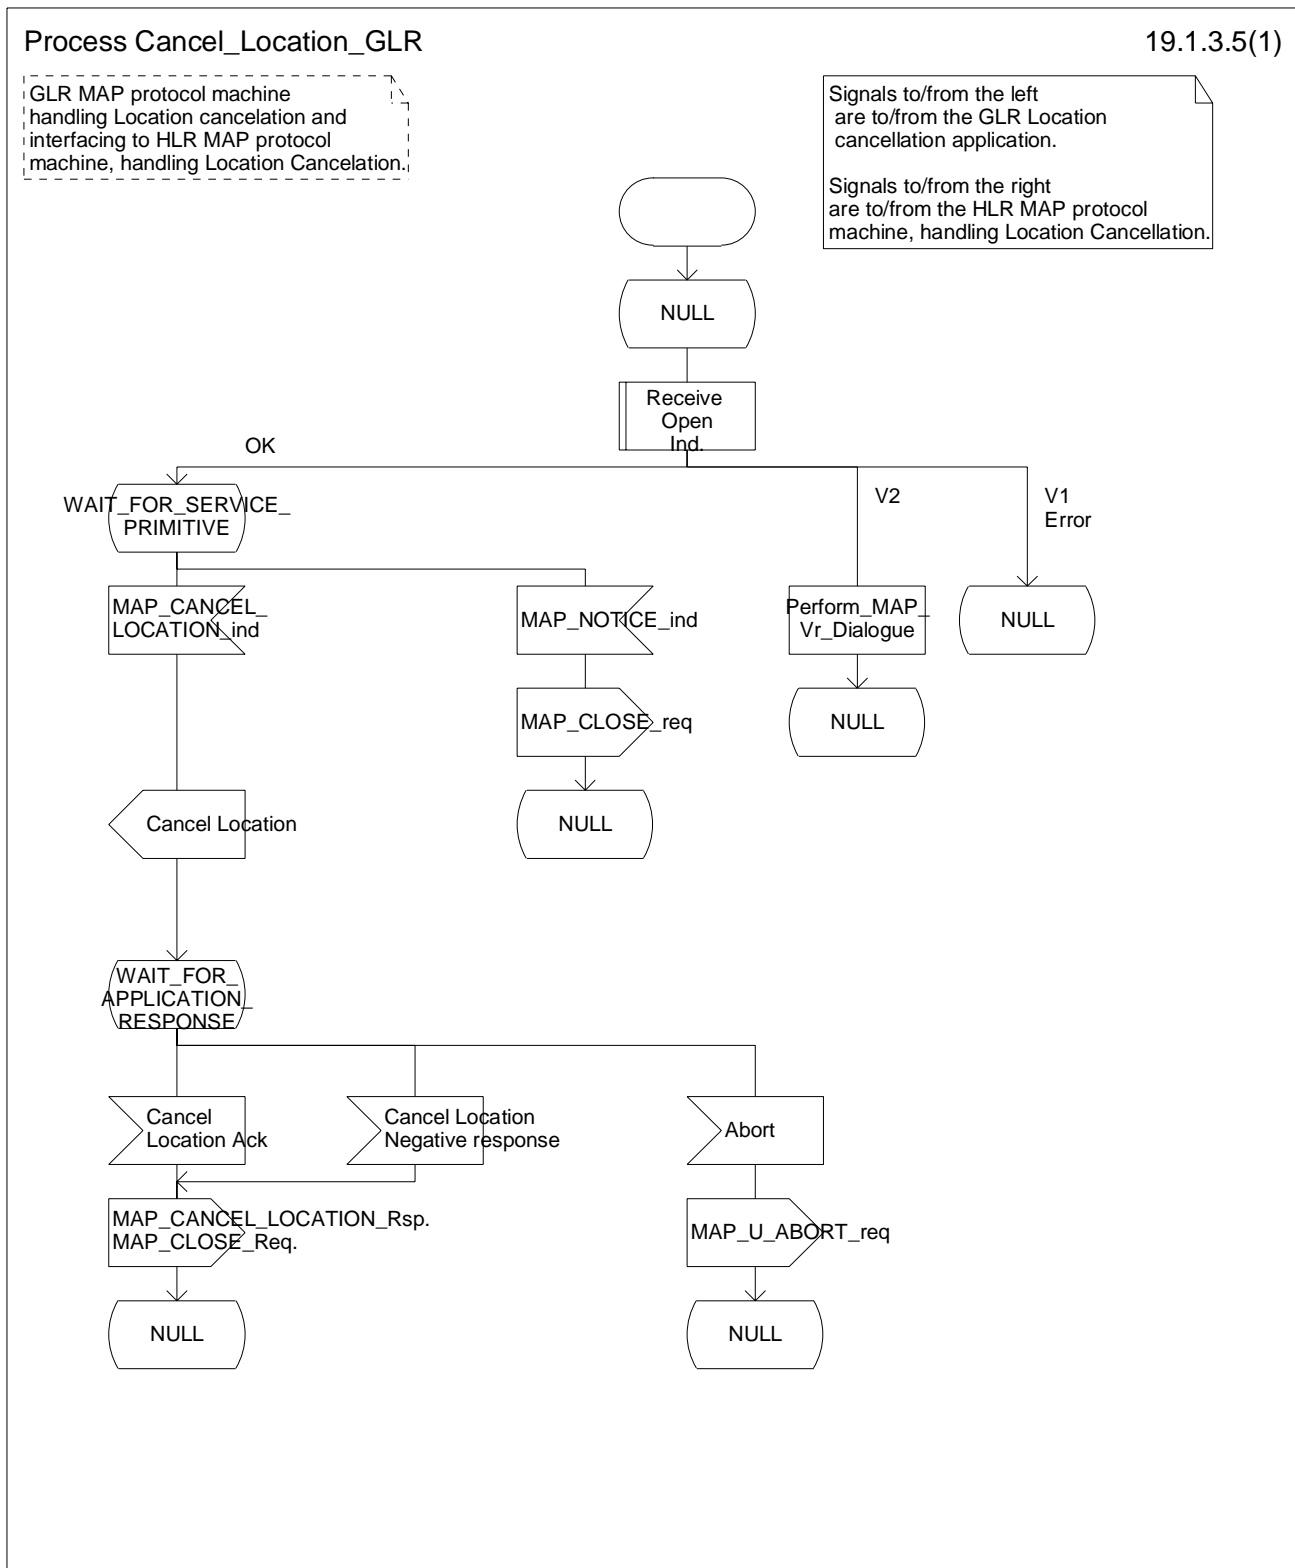 Process Cancel_Location_GLR
19.1.3.5(1)
GLR MAP protocol machine
handling Location cancelation and
interfacing to HLR MAP protocol
machine, handling Location Cancelation.
Signals to/from the left
are to/from the GLR Location
cancellation application.
Signals to/from the right
are to/from the HLR MAP protocol
machine, handling Location Cancellation.
NULL
Receive
Open
Ind.
OK
V2
V1
Error
WAIT_FOR_SERVICE_
PRIMITIVE
MAP_CANCEL_
LOCATION_ind
MAP_NOTICE_ind
Perform_MAP_
Vr_Dialogue
NULL
MAP_CLOSE_req
NULL
Cancel Location
NULL
WAIT_FOR_
APPLICATION_
RESPONSE
Cancel
Location Ack
Cancel Location
Negative response
Abort
MAP_CANCEL_LOCATION_Rsp.
MAP_CLOSE_Req.
MAP_U_ABORT_req
NULL
NULL